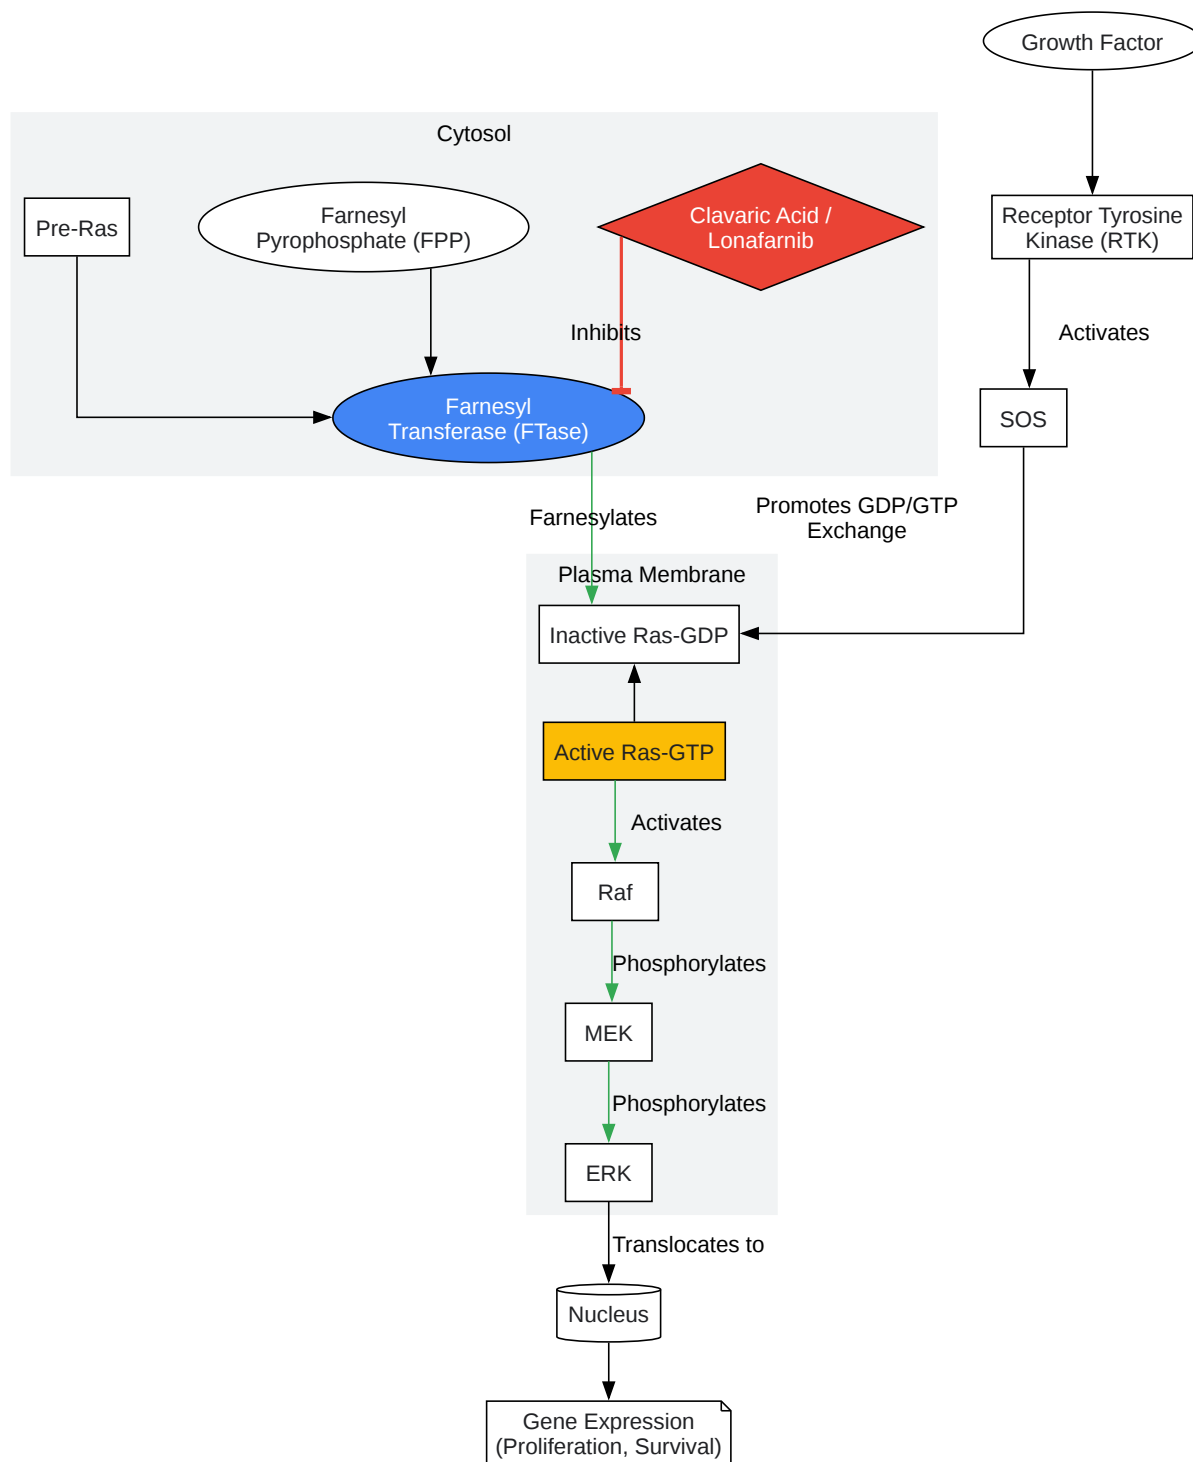 Growth Factor
Cytosol
Pre-Ras
Farnesyl
Pyrophosphate (FPP)
Clavaric Acid /
Lonafarnib
Receptor Tyrosine
Kinase (RTK)
Inhibits
Activates
Farnesyl
Transferase (FTase)
SOS
Farnesylates
Promotes GDP/GTP
Exchange
Plasma Membrane
Inactive Ras-GDP
Active Ras-GTP
Activates
Raf
Phosphorylates
MEK
Phosphorylates
ERK
Translocates to
Nucleus
Gene Expression
(Proliferation, Survival)